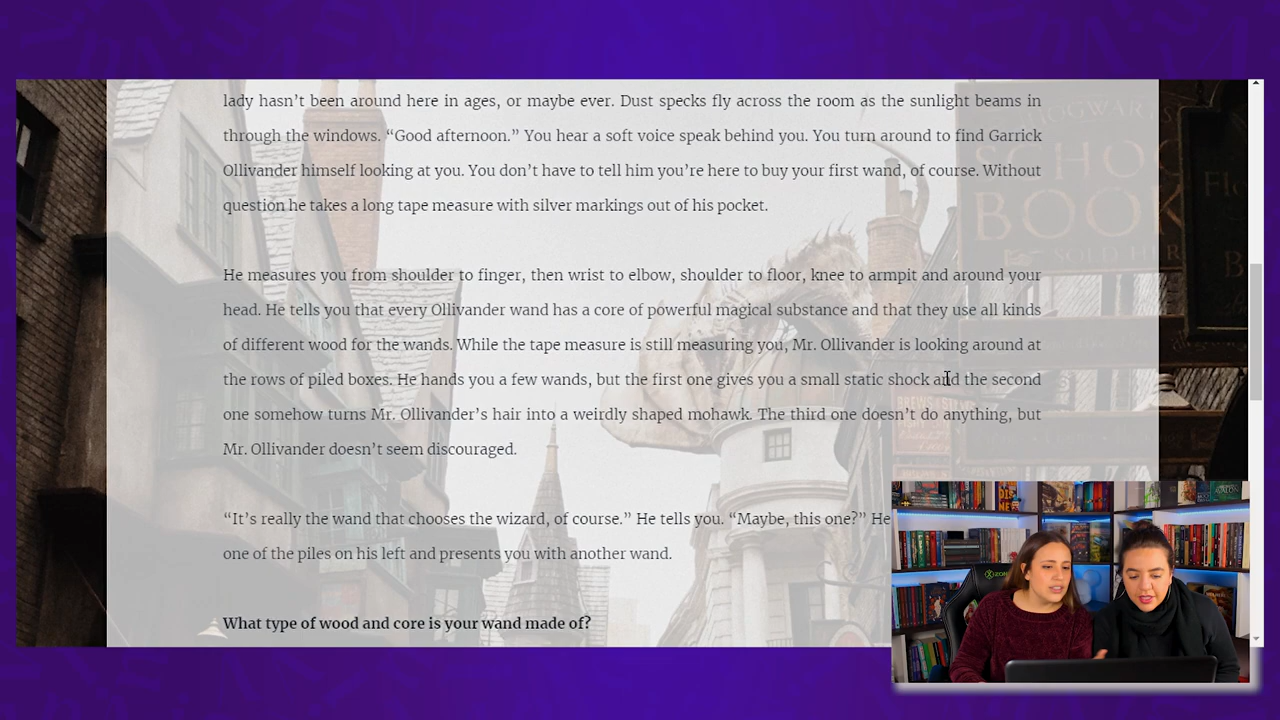 lady hasn’t been around here in ages, or maybe ever. Dust specks fly across the room as the sunlight beams in
through the windows. “Good afternoon.” You hear a soft voice speak behind you. You turn around to find Garrick
Ollivander himself looking at you. You don’t have to tell him you’re here to buy your first wand, of course. Without
question he takes a long tape measure with silver markings out of his pocket.
He measures you from shoulder to finger, then wrist to elbow, shoulder to floor, knee to armpit and around your
head. He tells you that every Ollivander wand has a core of powerful magical substance and that they use all kinds
of different wood for the wands. While the tape measure is still measuring you, Mr. Ollivander is looking around at
the rows of piled boxes. He hands you a few wands, but the first one gives you a small static shock and the second
one somehow turns Mr. Ollivander’s hair into a weirdly shaped mohawk. The third one doesn’t do anything, but
Mr. Ollivander doesn’t seem discouraged.
“It’s really the wand that chooses the wizard, of course.” He tells you. “Maybe, this one?” He
one of the piles on his left and presents you with another wand.
What type of wood and core is your wand made of?
HOGWARTS
SCHO
BOOK
SOLD HERE